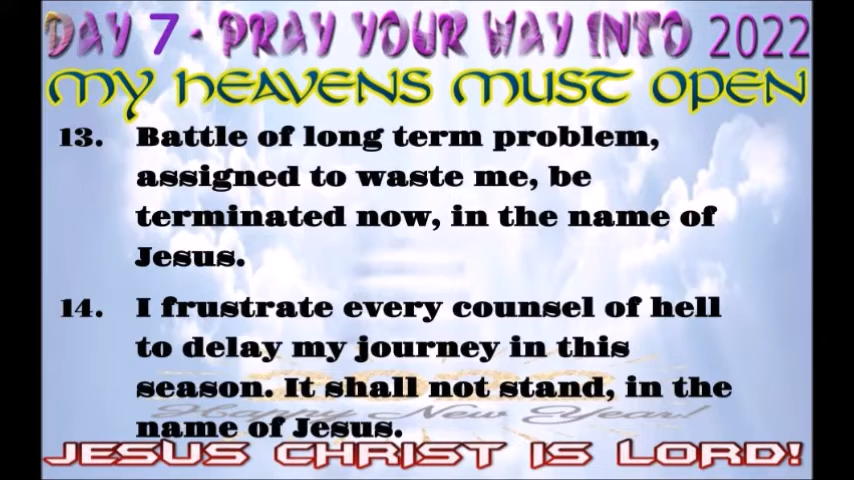 DAY 7 - PRAY YOUR WAY INTO 2022
MY HEAVENS MUST OPEN
13. Battle of long term problem,
assigned to waste me, be
terminated now, in the name of
Jesus.
14. I frustrate every counsel of hell
to delay my journey in this
season. It shall not stand, in the
Happy New Year!
name of Jesus.
JESUS CHRIST IS LORD!